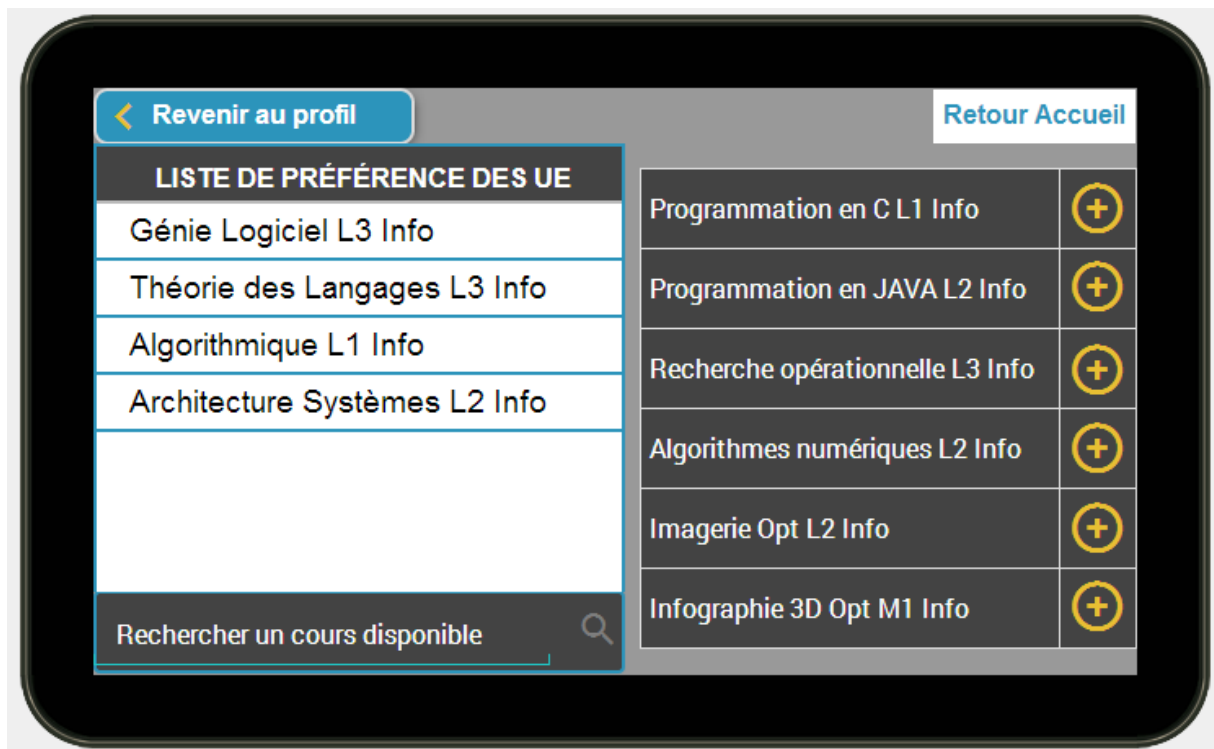 Revenir au profil
Retour Accueil
LISTE DE PRÉFÉRENCE DES UE
Génie Logiciel L3 Info
Théorie des Langages L3 Info
Algorithmique L1 Info
Architecture Systèmes L2 Info
Rechercher un cours disponible
Programmation en C L1 Info
Programmation en JAVA L2 Info
Recherche opérationnelle L3 Info
Algorithmes numériques L2 Info
Imagerie Opt L2 Info
Infographie 3D Opt M1 Info